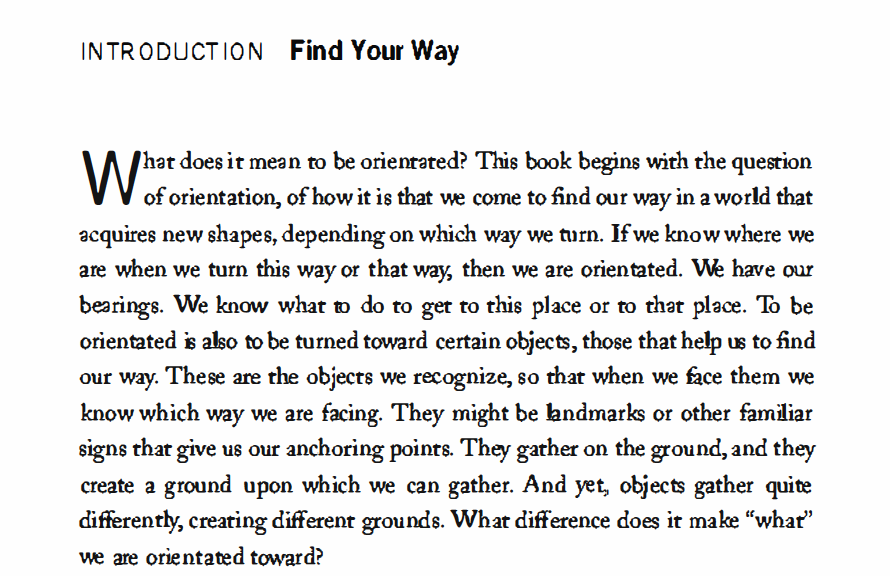 INTRODUCTION Find Your Way
What does it mean to be orientated? This book begins with the question
of orientation, of how it is that we come to find our way in a world that
acquires new shapes, depending on which way we turn. If we know where we
are when we turn this way or that way, then we are orientated. We have our
bearings. We know what to do to get to this place or to that place. To be
orientated is also to be turned toward certain objects, those that help us to find
our way. These are the objects we recognize, so that when we face them we
know which way we are facing. They might be landmarks or other familiar
signs that give us our anchoring points. They gather on the ground, and they
create a ground upon which we can gather. And yet, objects gather quite
differently, creating different grounds. What difference does it make “what”
we are orientated toward?